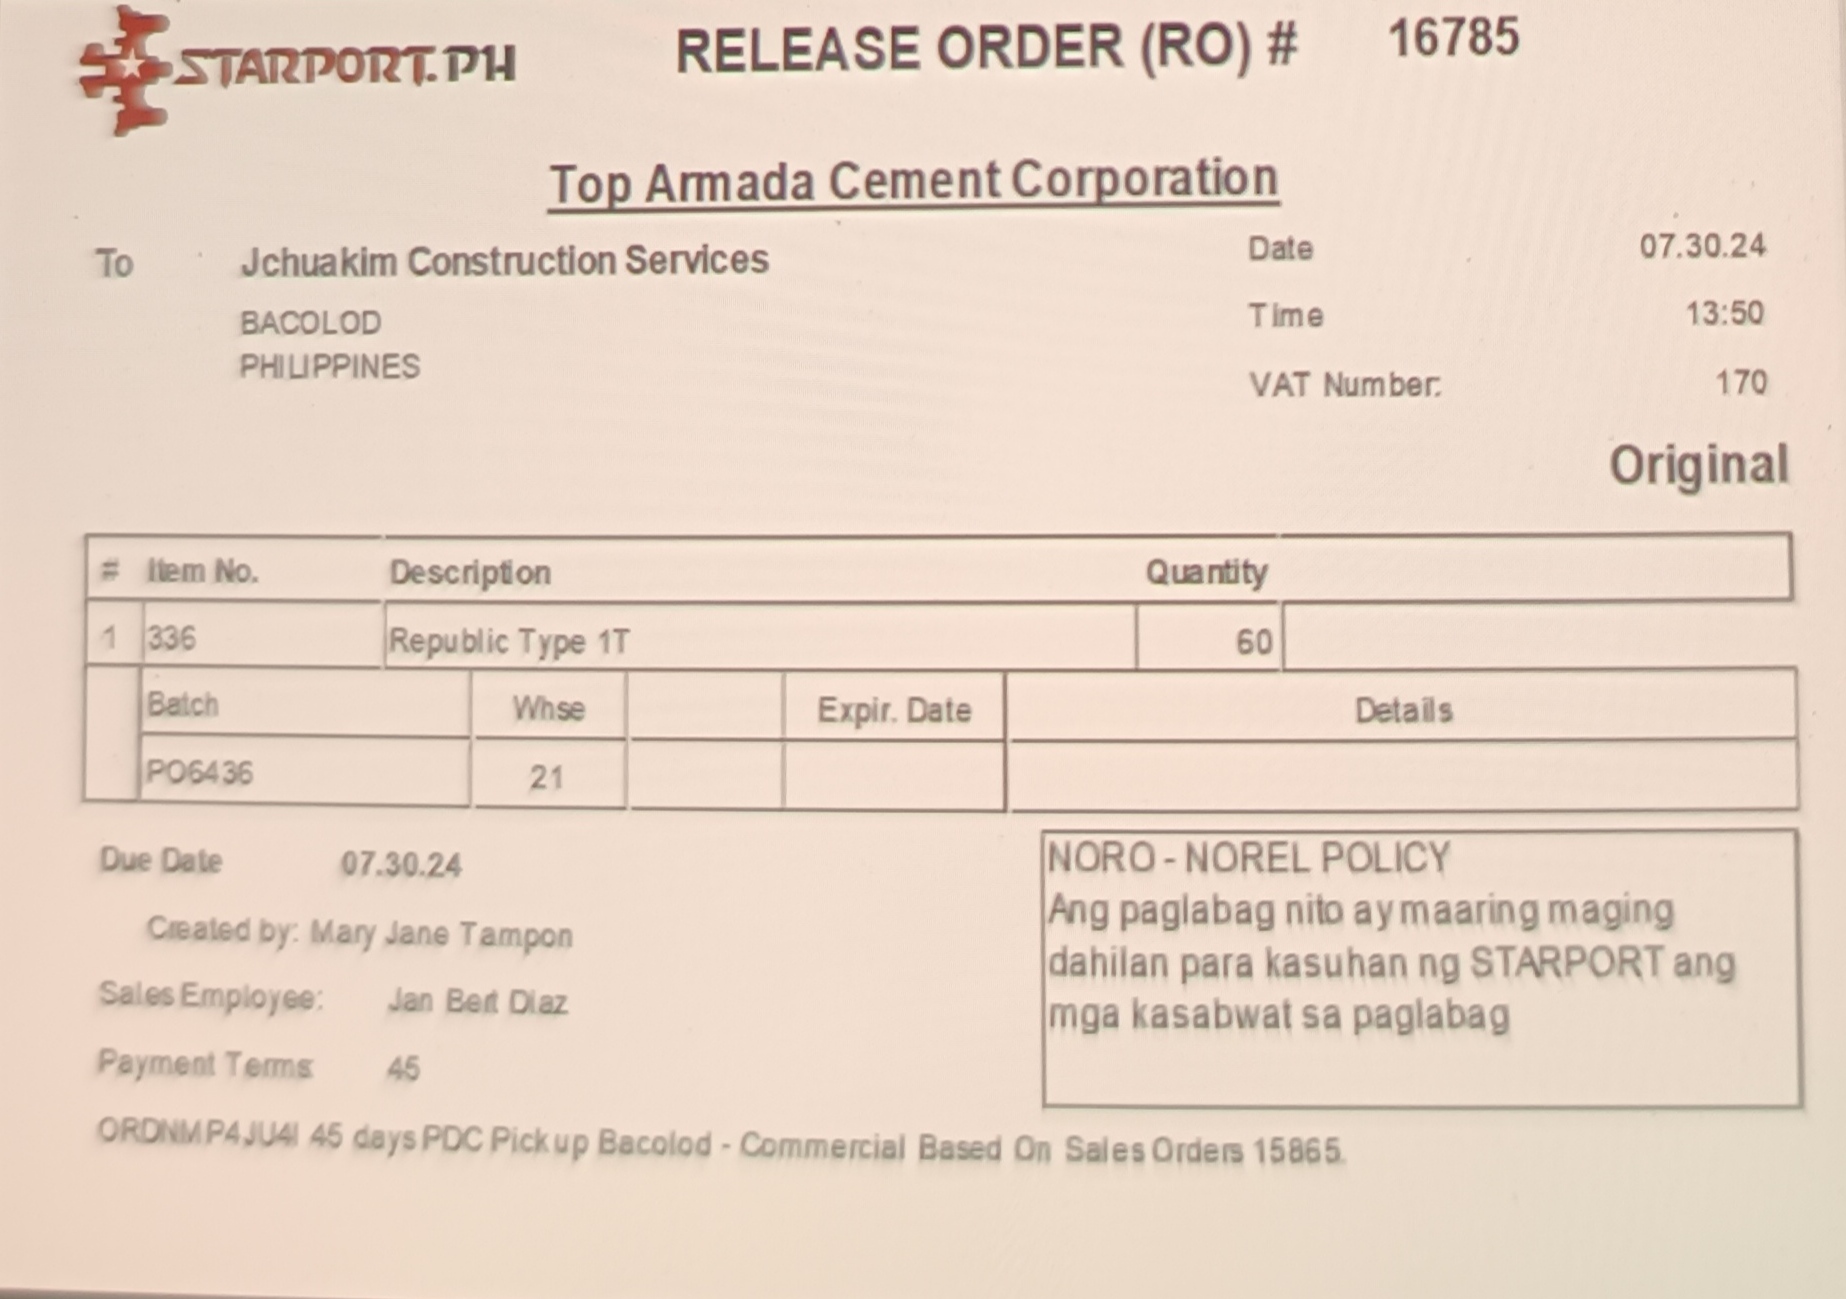 STARPORT.PH RELEASE ORDER (RO) # 16785
Top Armada Cement Corporation
To Jchuakim Construction Services Date 07.30.24
BACOLOD Time 13:50
PHILIPPINES
VAT Number: 170
Original
# Item No. Description Quantity
1 336 Republic Type 1T 60
Batch Whse Expir. Date Details
PO6436 21
Due Date 07.30.24
Created by: Mary Jane Tampon
Sales Employee: Jan Bert Diaz
Payment Terms 45
NORO - NOREL POLICY
Ang paglabag nito ay maaring maging
dahilan para kasuhan ng STARPORT ang
mga kasabwat sa paglabag
ORDNMP4JU4I 45 days PDC Pick up Bacolod - Commercial Based On Sales Orders 15865.